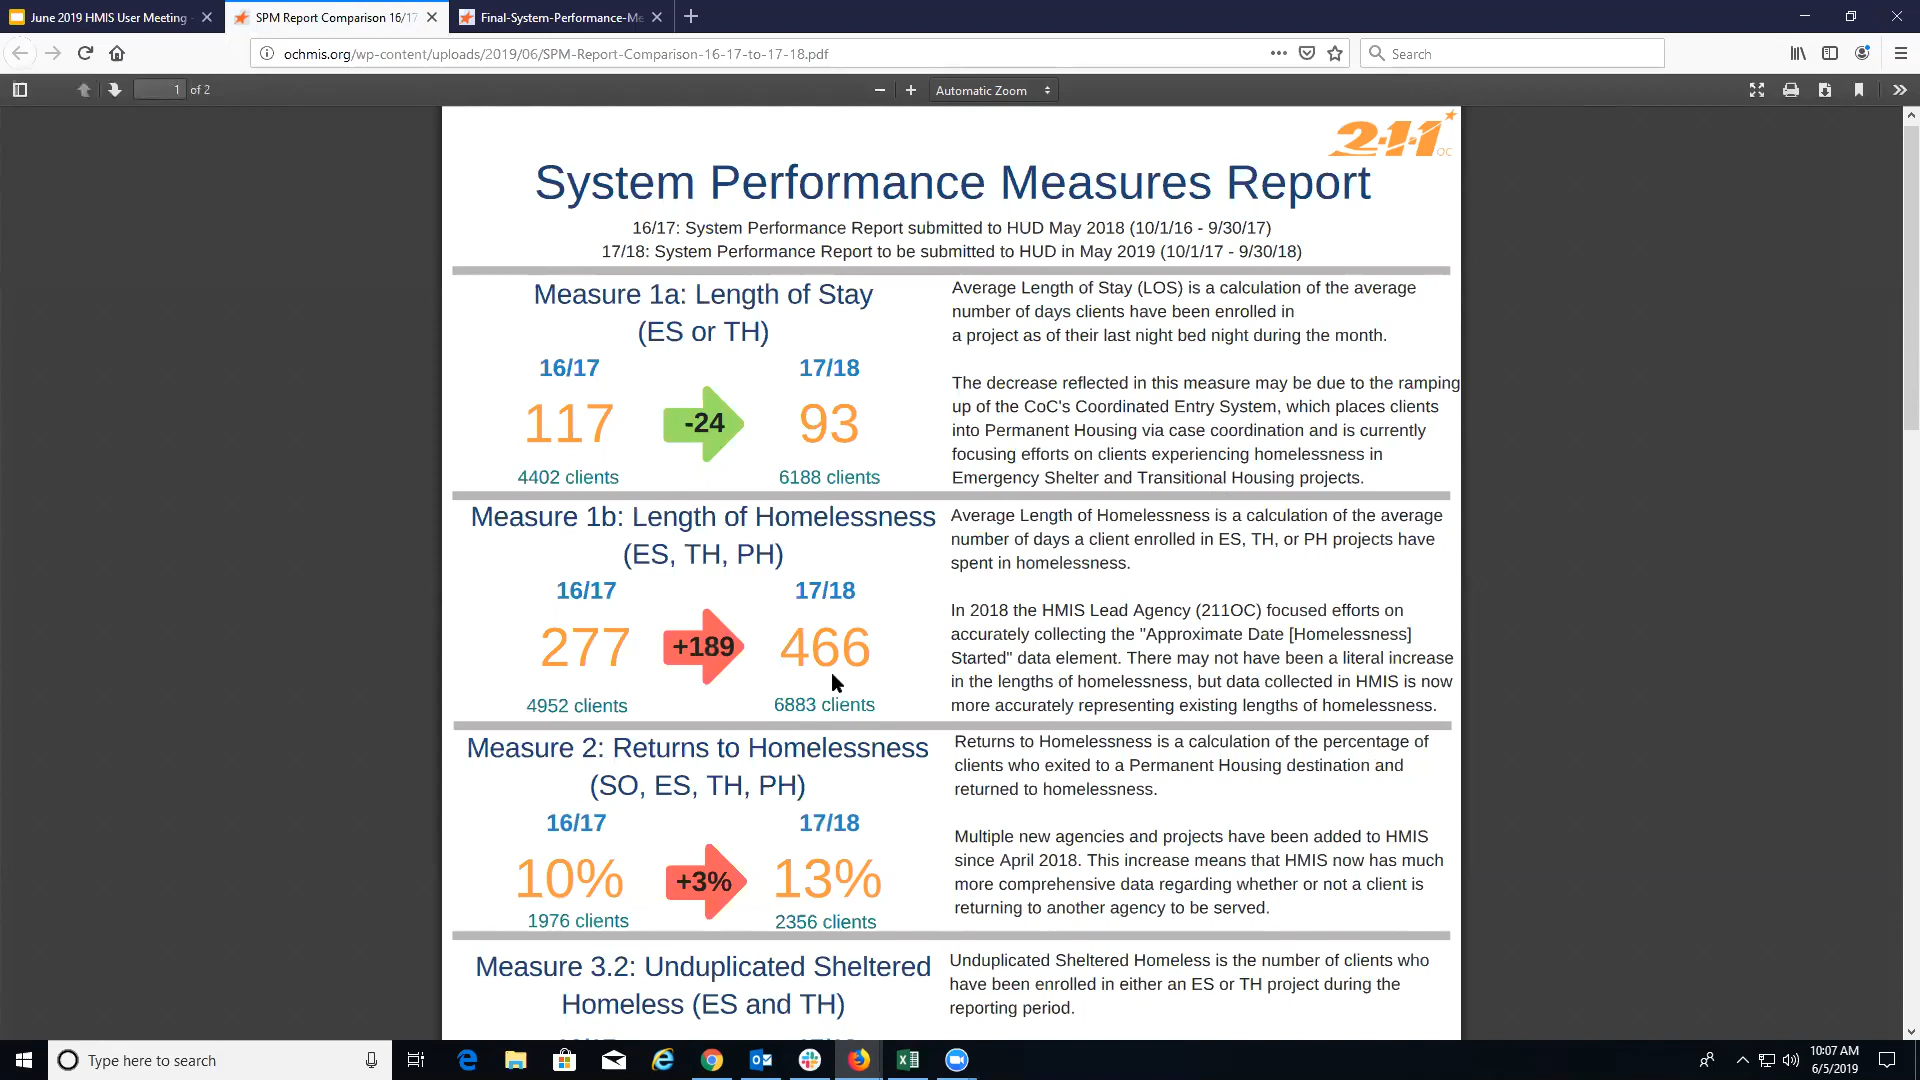 June 2019 HMIS User Meeting -
SPM Report Comparison 16/17
Final-System-Performance-Me
ochmis.org/wp-content/uploads/2019/06/SPM-Report-Comparison-16-17-to-17-18.pdf
Search
1 of 2
Automatic Zoom
2-1-1 OC
System Performance Measures Report
16/17: System Performance Report submitted to HUD May 2018 (10/1/16 - 9/30/17)
17/18: System Performance Report to be submitted to HUD in May 2019 (10/1/17 - 9/30/18)
Measure 1a: Length of Stay
(ES or TH)
16/17 17/18
117 -24 93
4402 clients 6188 clients
Average Length of Stay (LOS) is a calculation of the average
number of days clients have been enrolled in
a project as of their last night bed night during the month.
The decrease reflected in this measure may be due to the ramping
up of the CoC's Coordinated Entry System, which places clients
into Permanent Housing via case coordination and is currently
focusing efforts on clients experiencing homelessness in
Emergency Shelter and Transitional Housing projects.
Measure 1b: Length of Homelessness
(ES, TH, PH)
16/17 17/18
277 +189 466
4952 clients 6883 clients
Average Length of Homelessness is a calculation of the average
number of days a client enrolled in ES, TH, or PH projects have
spent in homelessness.
In 2018 the HMIS Lead Agency (211OC) focused efforts on
accurately collecting the "Approximate Date [Homelessness]
Started" data element. There may not have been a literal increase
in the lengths of homelessness, but data collected in HMIS is now
more accurately representing existing lengths of homelessness.
Measure 2: Returns to Homelessness
(SO, ES, TH, PH)
16/17 17/18
10% +3% 13%
1976 clients 2356 clients
Returns to Homelessness is a calculation of the percentage of
clients who exited to a Permanent Housing destination and
returned to homelessness.
Multiple new agencies and projects have been added to HMIS
since April 2018. This increase means that HMIS now has much
more comprehensive data regarding whether or not a client is
returning to another agency to be served.
Measure 3.2: Unduplicated Sheltered
Homeless (ES and TH)
Unduplicated Sheltered Homeless is the number of clients who
have been enrolled in either an ES or TH project during the
reporting period.
Type here to search
10:07 AM
6/5/2019